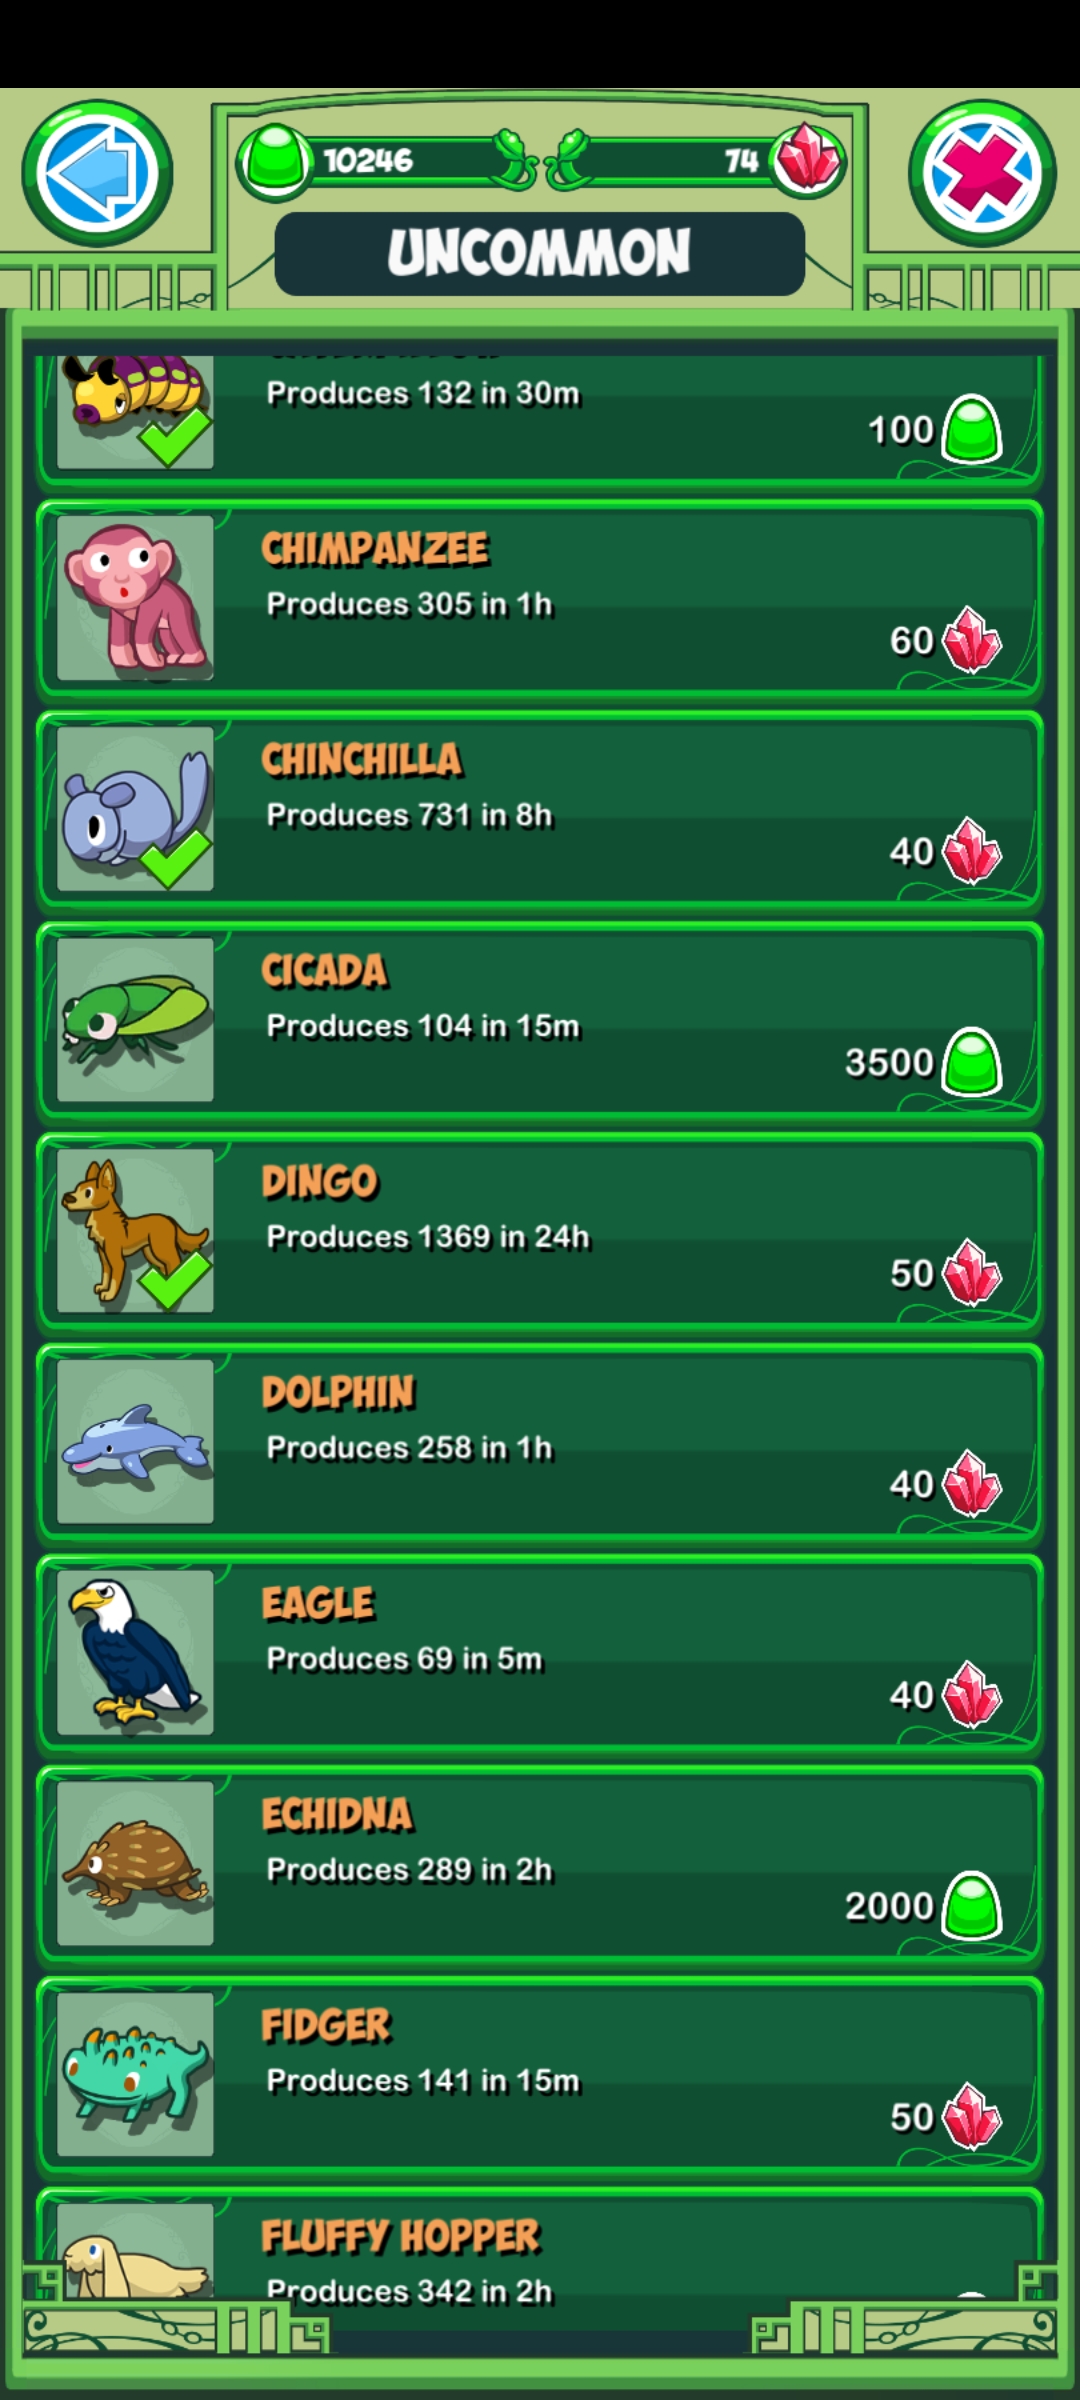 10246
74
UNCOMMON
Produces 132 in 30m
100
CHIMPANZEE
Produces 305 in 1h
60
CHINCHILLA
Produces 731 in 8h
40
CICADA
Produces 104 in 15m
3500
DINGO
Produces 1369 in 24h
50
DOLPHIN
Produces 258 in 1h
40
EAGLE
Produces 69 in 5m
40
ECHIDNA
Produces 289 in 2h
2000
FIDGER
Produces 141 in 15m
50
FLUFFY HOPPER
Produces 342 in 2h